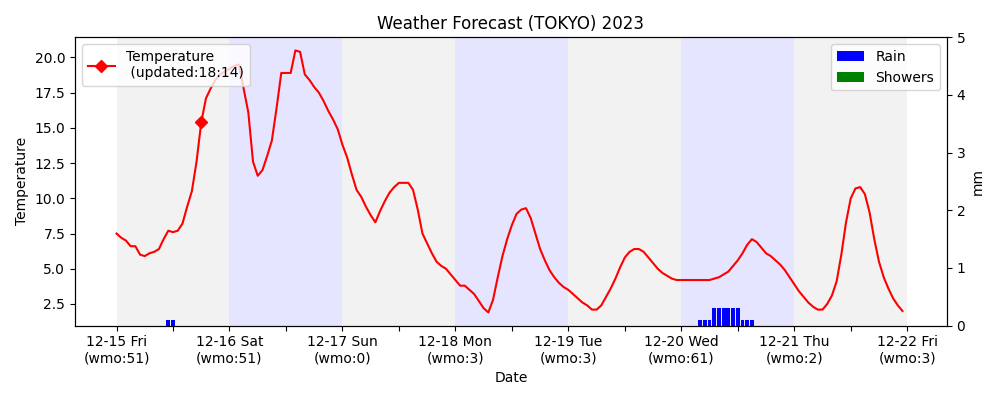 Weather Forecast (TOKYO) 2023
Temperature
(updated:18:14)
Rain
Showers
Temperature
20.0
17.5
15.0
12.5
10.0
7.5
5.0
2.5
5
4
3
2
1
0
mm
12-15 Fri
(wmo:51)
12-16 Sat
(wmo:51)
12-17 Sun
(wmo:0)
12-18 Mon
(wmo:3)
12-19 Tue
(wmo:3)
12-20 Wed
(wmo:61)
12-21 Thu
(wmo:2)
12-22 Fri
(wmo:3)
Date